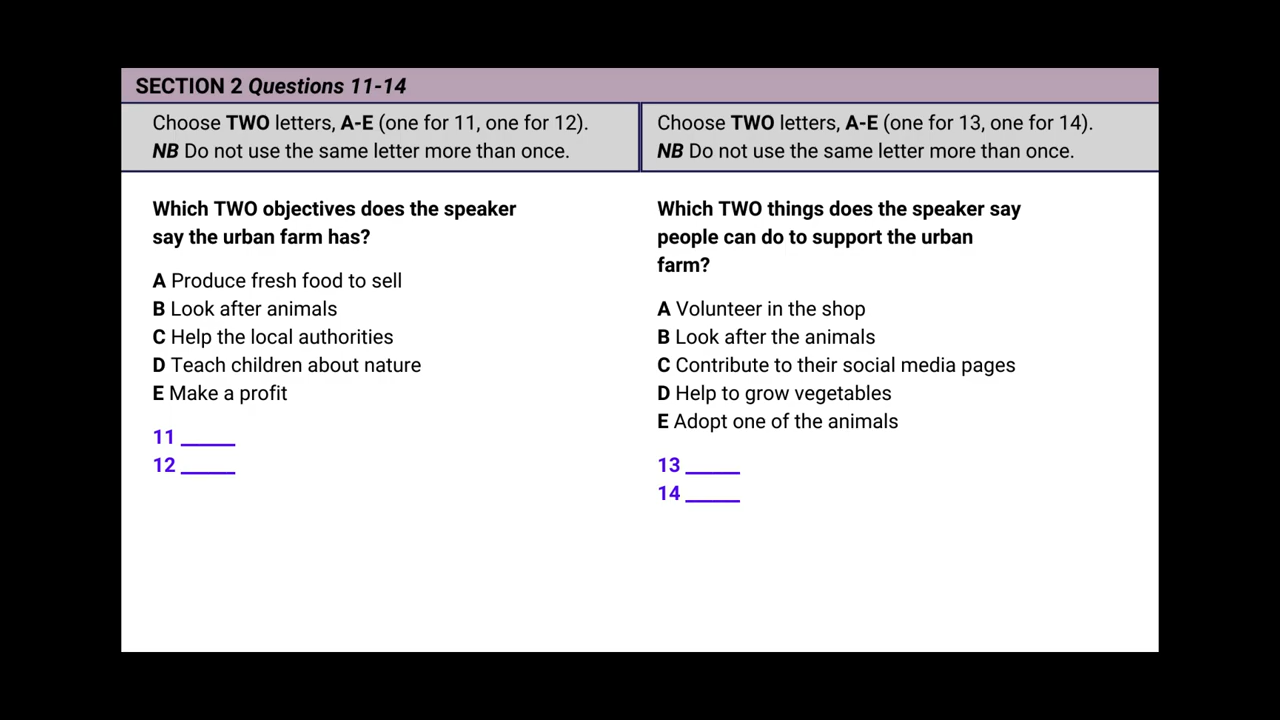 SECTION 2 Questions 11-14
Choose TWO letters, A-E (one for 11, one for 12).
NB Do not use the same letter more than once.
Which TWO objectives does the speaker
say the urban farm has?
A Produce fresh food to sell
B Look after animals
C Help the local authorities
D Teach children about nature
E Make a profit
11 _____
12 _____
Choose TWO letters, A-E (one for 13, one for 14).
NB Do not use the same letter more than once.
Which TWO things does the speaker say
people can do to support the urban
farm?
A Volunteer in the shop
B Look after the animals
C Contribute to their social media pages
D Help to grow vegetables
E Adopt one of the animals
13 _____
14 _____